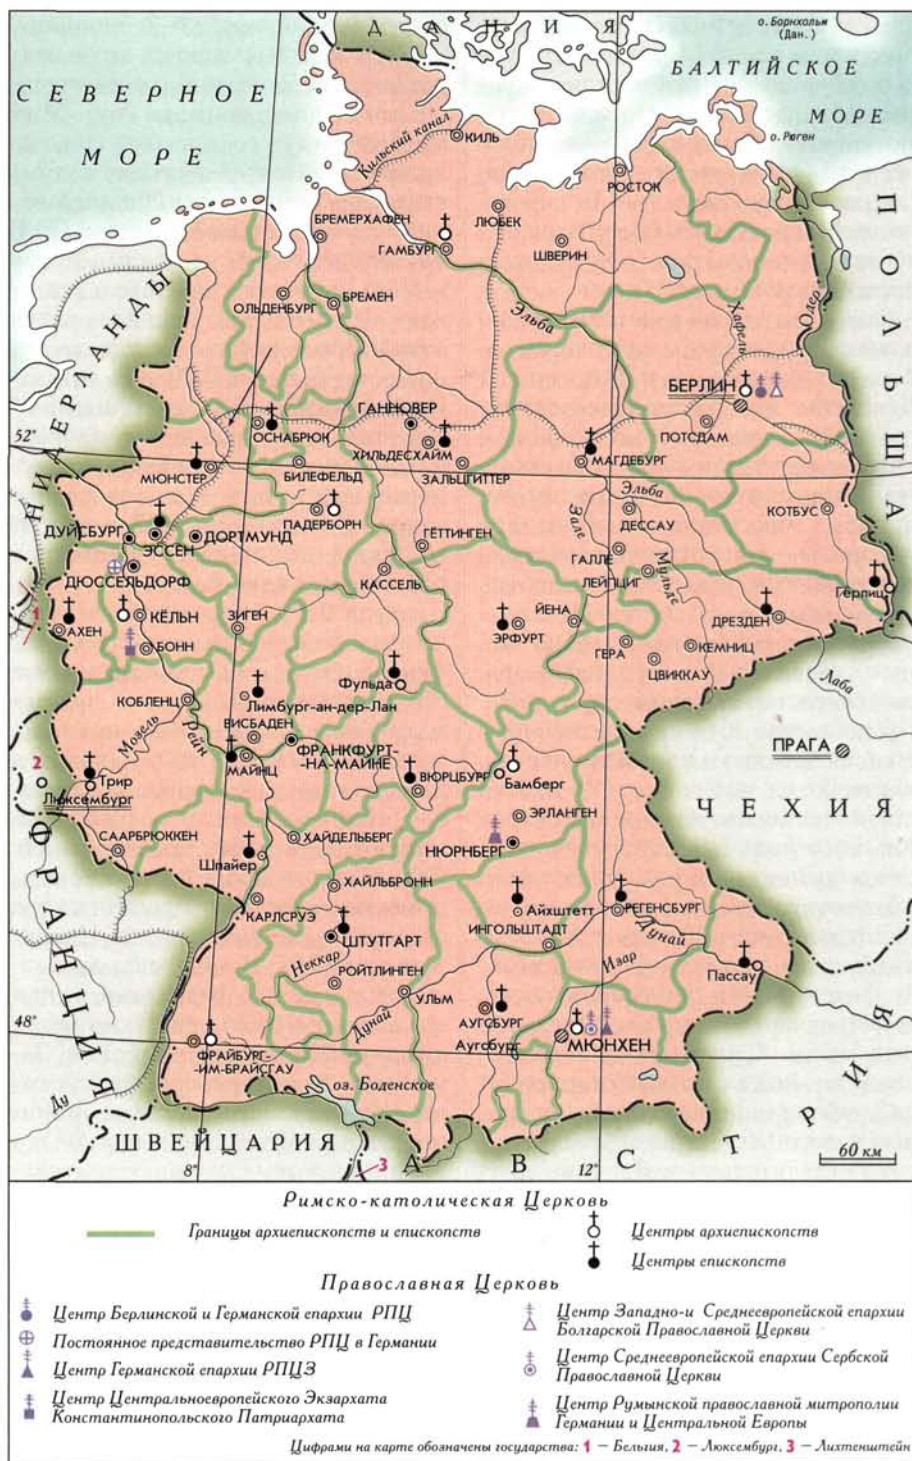 ДАНИЯ
о. Борнхольм
(Дан.)
БАЛТИЙСКОЕ
МОРЕ
СЕВЕРНОЕ
МОРЕ
о. Рюген
Кильский канал
КИЛЬ
РОСТОК
ЛЮБЕК
БРЕМЕРХАФЕН
ГАМБУРГ
ШВЕРИН
ПОЛЬША
НИДЕРЛАНДЫ
ОЛЬДЕНБУРГ
БРЕМЕН
Эльба
Хафель
Одер
БЕРЛИН
ПОТСДАМ
ГАННОВЕР
ОСНАБРЮК
ХИЛЬДЕСХАЙМ
52°
МЮНСТЕР
БИЛЕФЕЛЬД
ЗАЛЬЦГИТТЕР
МАГДЕБУРГ
Эльба
ПАДЕРБОРН
ДУЙСБУРГ
ЭССЕН
ДОРТМУНД
ГЁТТИНГЕН
Зале
ДЕССАУ
КОТБУС
ГАЛЛЕ
ЛЕЙПЦИГ
Мульде
ДЮССЕЛЬДОРФ
КАССЕЛЬ
Гёрлиц
1
АХЕН
КЁЛЬН
ЗИГЕН
ЭРФУРТ
ЙЕНА
ДРЕЗДЕН
БОНН
ГЕРА
КЕМНИЦ
ЦВИККАУ
Фульда
Лаба
КОБЛЕНЦ
Лимбург-ан-дер-Лан
Мозель
Рейн
ВИСБАДЕН
ФРАНКФУРТ-
-НА-МАЙНЕ
ПРАГА
2
МАЙНЦ
Трир
Люксембург
ВЮРЦБУРГ
Бамберг
ЧЕХИЯ
ЭРЛАНГЕН
СААРБРЮККЕН
ХАЙДЕЛЬБЕРГ
НЮРНБЕРГ
Шпайер
ХАЙЛЬБРОНН
ФРАНЦИЯ
КАРЛСРУЭ
Айхштетт
РЕГЕНСБУРГ
ШТУТГАРТ
ИНГОЛЬШТАДТ
Дунай
Неккар
РОЙТЛИНГЕН
Изар
Пассау
УЛЬМ
АУГСБУРГ
Аугсбург
Дунай
48°
МЮНХЕН
ФРАЙБУРГ-
-ИМ-БРАЙСГАУ
оз. Боденское
Ду
ШВЕЙЦАРИЯ
АВСТРИЯ
8°
3
12°
60 км
Римско-католическая Церковь
Границы архиепископств и епископств
Центры архиепископств
Центры епископств
Православная Церковь
Центр Берлинской и Германской епархии РПЦ
Постоянное представительство РПЦ в Германии
Центр Германской епархии РПЦЗ
Центр Центральноевропейского Экзархата
Константинопольского Патриархата
Центр Западно-и Среднеевропейской епархии
Болгарской Православной Церкви
Центр Среднеевропейской епархии Сербской
Православной Церкви
Центр Румынской православной митрополии
Германии и Центральной Европы
Цифрами на карте обозначены государства: 1 – Бельгия, 2 – Люксембург, 3 – Лихтенштейн